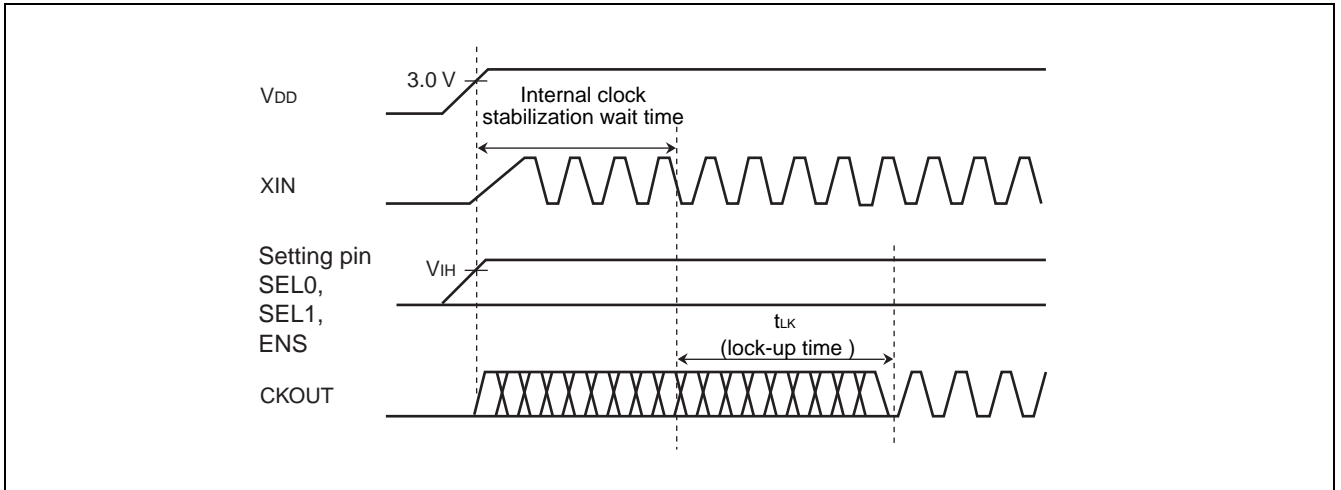 3.0 V
VDD
Internal clock
stabilization wait time
XIN
Setting pin
SEL0,
SEL1,
ENS
VIH
tLK
(lock-up time )
CKOUT